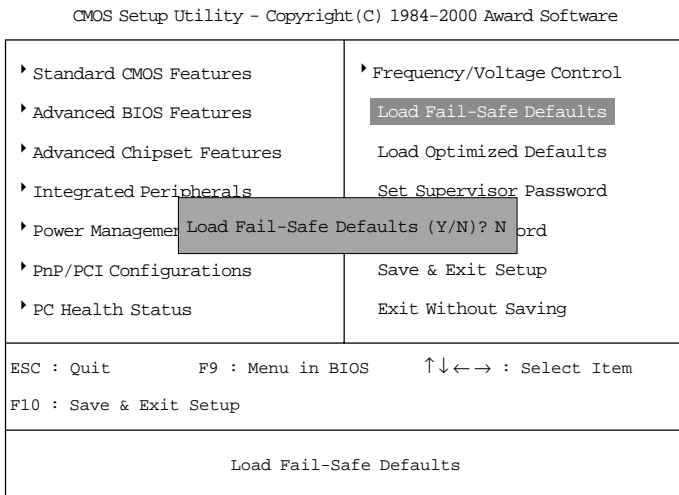 CMOS Setup Utility - Copyright(C) 1984-2000 Award Software
Standard CMOS Features
Advanced BIOS Features
Advanced Chipset Features
Integrated Peripherals
Power Managemen
PnP/PCI Configurations
PC Health Status
Frequency/Voltage Control
Load Fail-Safe Defaults
Load Optimized Defaults
Set Supervisor Password
ord
Save & Exit Setup
Exit Without Saving
Load Fail-Safe Defaults (Y/N)? N
ESC : Quit F9 : Menu in BIOS ↑↓←→ : Select Item
F10 : Save & Exit Setup
Load Fail-Safe Defaults